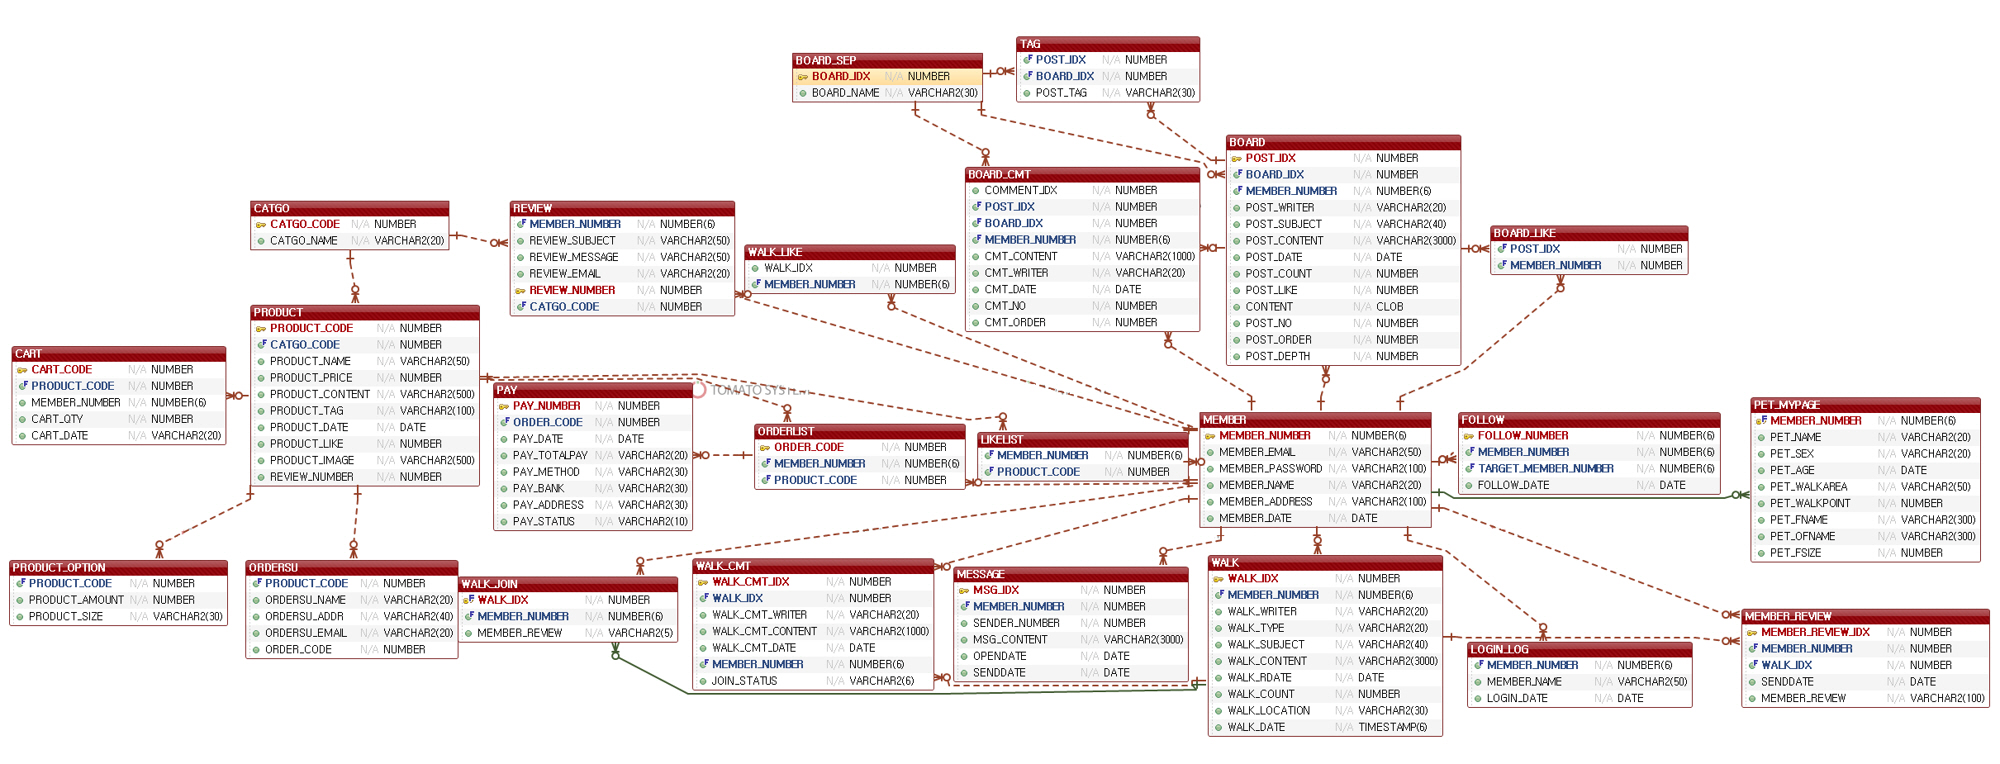 BOARD_SEP
BOARD_IDX N/A NUMBER
BOARD_NAME N/A VARCHAR2(30)
TAG
POST_IDX N/A NUMBER
BOARD_IDX N/A NUMBER
POST_TAG N/A VARCHAR2(30)
BOARD
POST_IDX N/A NUMBER
BOARD_IDX N/A NUMBER
MEMBER_NUMBER N/A NUMBER(6)
POST_WRITER N/A VARCHAR2(20)
POST_SUBJECT N/A VARCHAR2(40)
POST_CONTENT N/A VARCHAR2(3000)
POST_DATE N/A DATE
POST_COUNT N/A NUMBER
POST_LIKE N/A NUMBER
CONTENT N/A CLOB
POST_NO N/A NUMBER
POST_ORDER N/A NUMBER
POST_DEPTH N/A NUMBER
BOARD_CMT
COMMENT_IDX N/A NUMBER
POST_IDX N/A NUMBER
BOARD_IDX N/A NUMBER
MEMBER_NUMBER N/A NUMBER(6)
CMT_CONTENT N/A VARCHAR2(1000)
CMT_WRITER N/A VARCHAR2(20)
CMT_DATE N/A DATE
CMT_NO N/A NUMBER
CMT_ORDER N/A NUMBER
BOARD_LIKE
POST_IDX N/A NUMBER
MEMBER_NUMBER N/A NUMBER
CATGO
CATGO_CODE N/A NUMBER
CATGO_NAME N/A VARCHAR2(20)
REVIEW
MEMBER_NUMBER N/A NUMBER(6)
REVIEW_SUBJECT N/A VARCHAR2(50)
REVIEW_MESSAGE N/A VARCHAR2(50)
REVIEW_EMAIL N/A VARCHAR2(20)
REVIEW_NUMBER N/A NUMBER
CATGO_CODE N/A NUMBER
WALK_LIKE
WALK_IDX N/A NUMBER
MEMBER_NUMBER N/A NUMBER(6)
PRODUCT
PRODUCT_CODE N/A NUMBER
CATGO_CODE N/A NUMBER
PRODUCT_NAME N/A VARCHAR2(50)
PRODUCT_PRICE N/A NUMBER
PRODUCT_CONTENT N/A VARCHAR2(500)
PRODUCT_TAG N/A VARCHAR2(100)
PRODUCT_DATE N/A DATE
PRODUCT_LIKE N/A NUMBER
PRODUCT_IMAGE N/A VARCHAR2(500)
REVIEW_NUMBER N/A NUMBER
CART
CART_CODE N/A NUMBER
PRODUCT_CODE N/A NUMBER
MEMBER_NUMBER N/A NUMBER(6)
CART_QTY N/A NUMBER
CART_DATE N/A VARCHAR2(20)
PAY
PAY_NUMBER N/A NUMBER
ORDER_CODE N/A NUMBER
PAY_DATE N/A DATE
PAY_TOTALPAY N/A VARCHAR2(20)
PAY_METHOD N/A VARCHAR2(30)
PAY_BANK N/A VARCHAR2(30)
PAY_ADDRESS N/A VARCHAR2(30)
PAY_STATUS N/A VARCHAR2(10)
TOMATO
ORDERLIST
ORDER_CODE N/A NUMBER
MEMBER_NUMBER N/A NUMBER(6)
PRODUCT_CODE N/A NUMBER
LIKELIST
MEMBER_NUMBER N/A NUMBER(6)
PRODUCT_CODE N/A NUMBER
MEMBER
MEMBER_NUMBER N/A NUMBER(6)
MEMBER_EMAIL N/A VARCHAR2(50)
MEMBER_PASSWORD N/A VARCHAR2(100)
MEMBER_NAME N/A VARCHAR2(20)
MEMBER_ADDRESS N/A VARCHAR2(100)
MEMBER_DATE N/A DATE
FOLLOW
FOLLOW_NUMBER N/A NUMBER(6)
MEMBER_NUMBER N/A NUMBER(6)
TARGET_MEMBER_NUMBER N/A NUMBER(6)
FOLLOW_DATE N/A DATE
PET_MYPAGE
MEMBER_NUMBER N/A NUMBER(6)
PET_NAME N/A VARCHAR2(20)
PET_SEX N/A VARCHAR2(20)
PET_AGE N/A DATE
PET_WALKAREA N/A VARCHAR2(50)
PET_WALKPOINT N/A NUMBER
PET_FNAME N/A VARCHAR2(300)
PET_OFNAME N/A VARCHAR2(300)
PET_FSIZE N/A NUMBER
PRODUCT_OPTION
PRODUCT_CODE N/A NUMBER
PRODUCT_AMOUNT N/A NUMBER
PRODUCT_SIZE N/A VARCHAR2(30)
ORDERSU
PRODUCT_CODE N/A NUMBER
ORDERSU_NAME N/A VARCHAR2(20)
ORDERSU_ADDR N/A VARCHAR2(40)
ORDERSU_EMAIL N/A VARCHAR2(20)
ORDER_CODE N/A NUMBER
WALK_JOIN
WALK_IDX N/A NUMBER
MEMBER_NUMBER N/A NUMBER(6)
MEMBER_REVIEW N/A VARCHAR2(5)
WALK_CMT
WALK_CMT_IDX N/A NUMBER
WALK_IDX N/A NUMBER
WALK_CMT_WRITER N/A VARCHAR2(20)
WALK_CMT_CONTENT N/A VARCHAR2(1000)
WALK_CMT_DATE N/A DATE
MEMBER_NUMBER N/A NUMBER(6)
JOIN_STATUS N/A VARCHAR2(6)
MESSAGE
MSG_IDX N/A NUMBER
MEMBER_NUMBER N/A NUMBER
SENDER_NUMBER N/A NUMBER
MSG_CONTENT N/A VARCHAR2(3000)
OPENDATE N/A DATE
SENDDATE N/A DATE
WALK
WALK_IDX N/A NUMBER
MEMBER_NUMBER N/A NUMBER(6)
WALK_WRITER N/A VARCHAR2(20)
WALK_TYPE N/A VARCHAR2(20)
WALK_SUBJECT N/A VARCHAR2(40)
WALK_CONTENT N/A VARCHAR2(3000)
WALK_RDATE N/A DATE
WALK_COUNT N/A NUMBER
WALK_LOCATION N/A VARCHAR2(30)
WALK_DATE N/A TIMESTAMP(6)
LOGIN_LOG
MEMBER_NUMBER N/A NUMBER(6)
MEMBER_NAME N/A VARCHAR2(50)
LOGIN_DATE N/A DATE
MEMBER_REVIEW
MEMBER_REVIEW_IDX N/A NUMBER
MEMBER_NUMBER N/A NUMBER
WALK_IDX N/A NUMBER
SENDDATE N/A DATE
MEMBER_REVIEW N/A VARCHAR2(100)